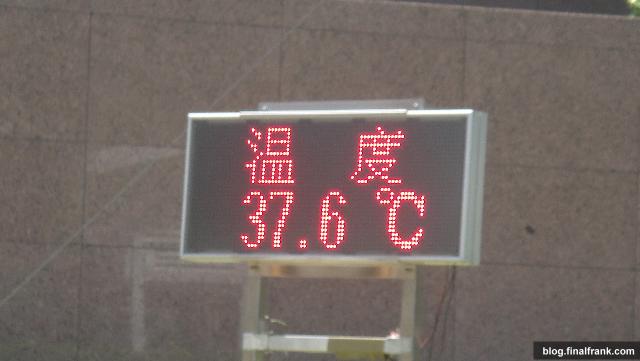 温 度
37.6 °C
blog.finalfrank.com